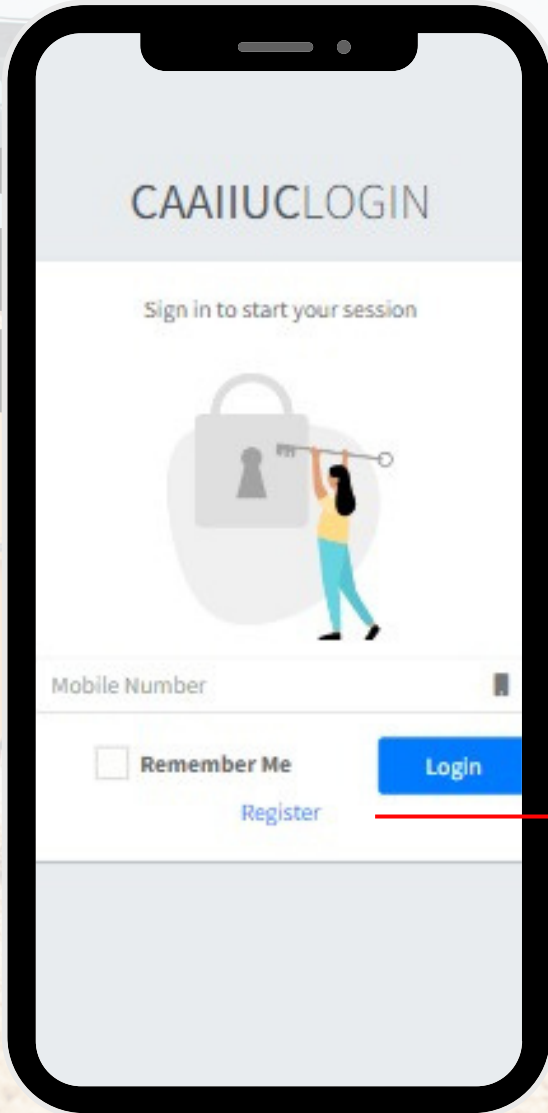 CAAIIUCLOGIN
Sign in to start your session
Mobile Number
Remember Me
Login
Register